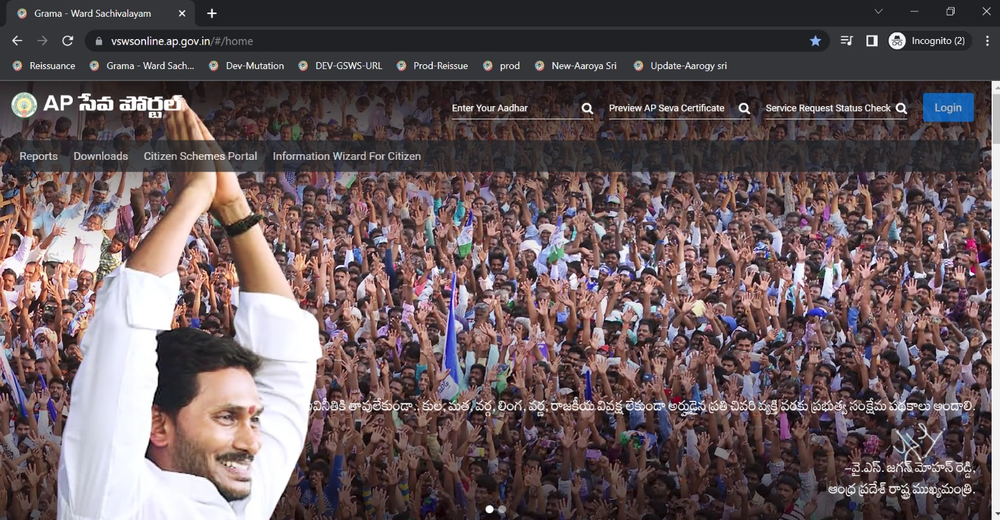 Grama - Ward Sachivalayam
vswsonline.ap.gov.in/#/home
Incognito (2)
Reissuance Grama - Ward Sach... Dev-Mutation DEV-GSWS-URL Prod-Reissue prod New-Aaroya Sri Update-Aarogy sri
AP సేవ పోర్టల్
Enter Your Aadhar Preview AP Seva Certificate Service Request Status Check Login
Reports Downloads Citizen Schemes Portal Information Wizard For Citizen
అవినీతికి తావులేకుండా.. కుల, మత, వర్గ, లింగ, వర్ణ, రాజకీయ వివక్ష లేకుండా అర్హుడైన ప్రతి చివరి వ్యక్తి వరకు ప్రభుత్వ సంక్షేమ పథకాలు అందాలి.
–వై.ఎస్. జగన్ మోహన్ రెడ్డి,
ఆంధ్ర ప్రదేశ్ రాష్ట్ర ముఖ్యమంత్రి.